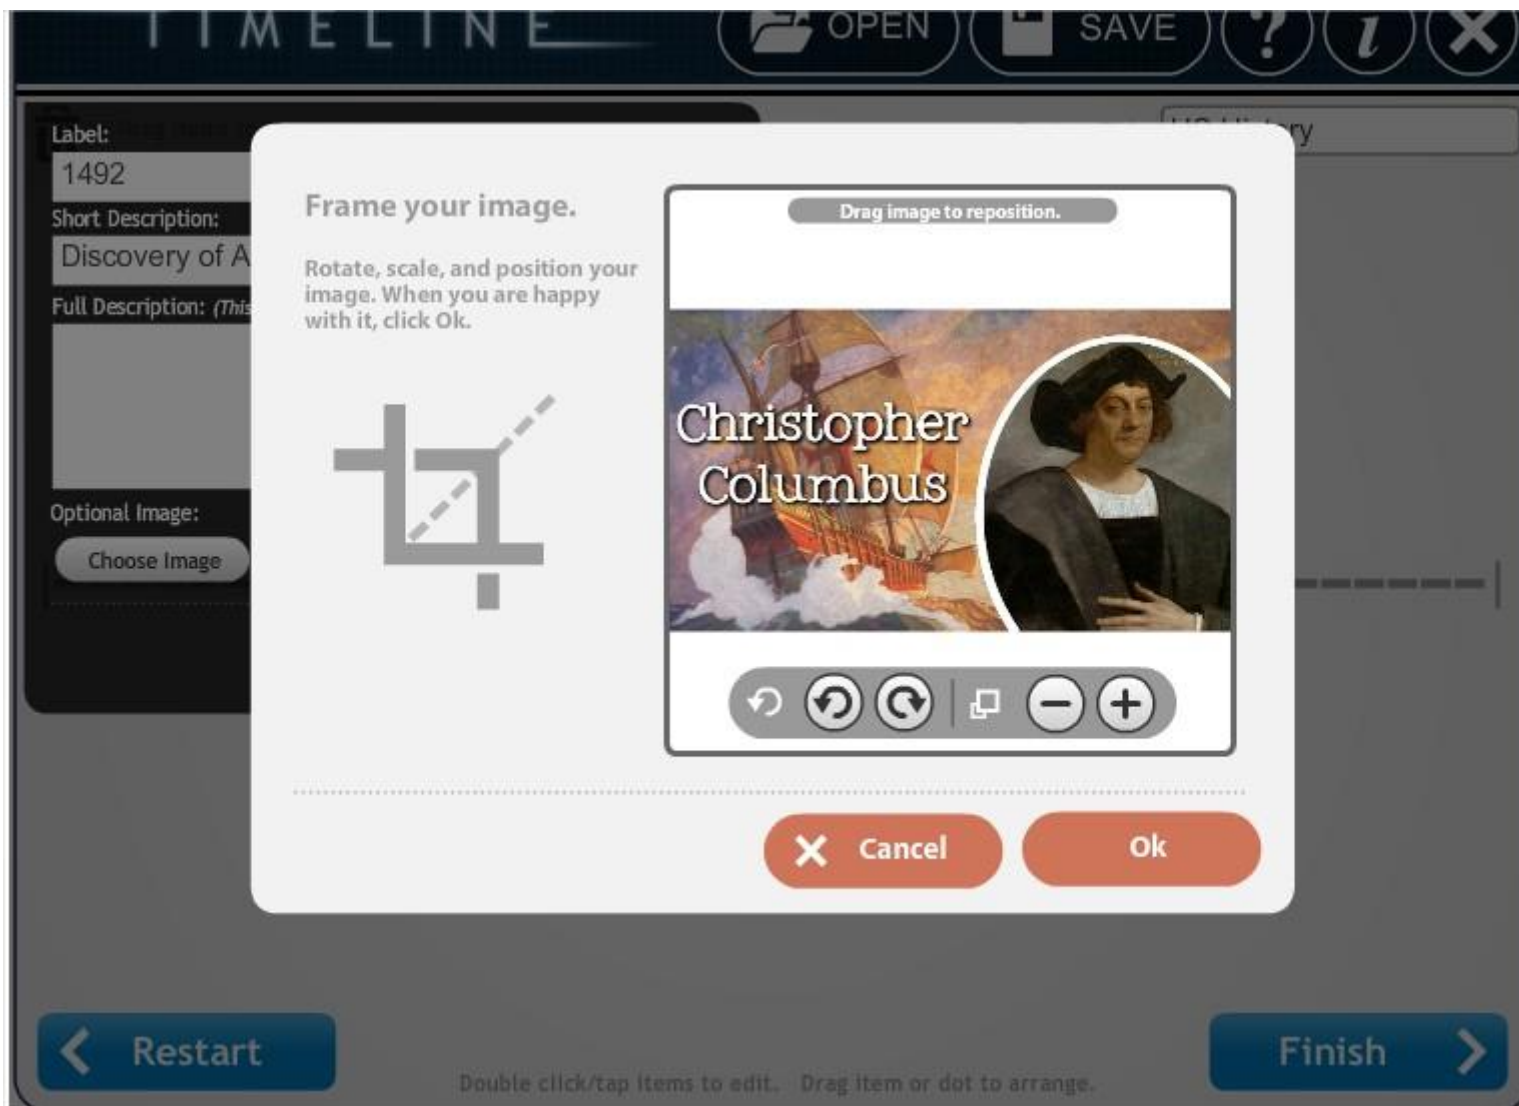 TIMELINE
OPEN
SAVE
?
i
Label:
1492
Short Description:
Discovery of A
Full Description: (This
Optional Image:
Choose Image
Frame your image.
Rotate, scale, and position your
image. When you are happy
with it, click Ok.
Drag image to reposition.
Christopher
Columbus
Cancel
Ok
Restart
Finish
Double click/tap items to edit. Drag item or dot to arrange.